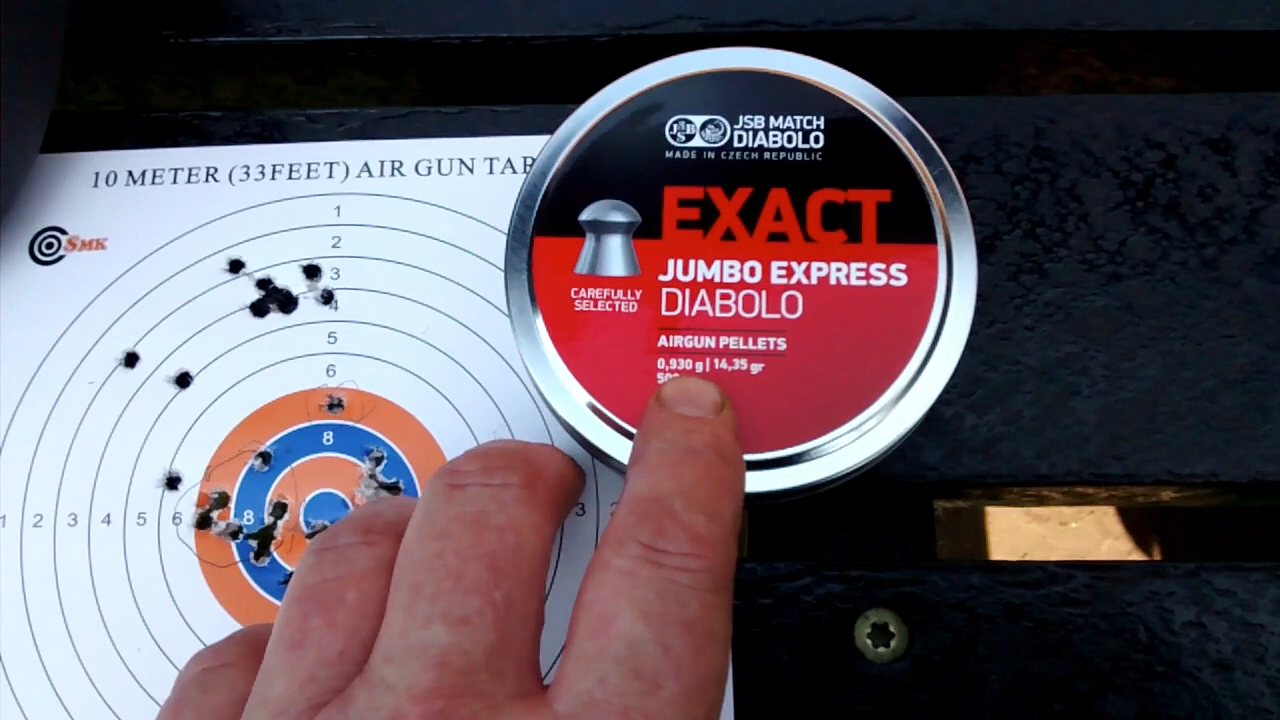 10 METER (33FEET) AIR GUN
SMK
1
2
3
4
5
6
8
1 2 3 4 5 6 8
3
JSB MATCH
DIABOLO
MADE IN CZECH REPUBLIC
EXACT
JUMBO EXPRESS
DIABOLO
CAREFULLY
SELECTED
AIRGUN PELLETS
0,930 g | 14,35 gr